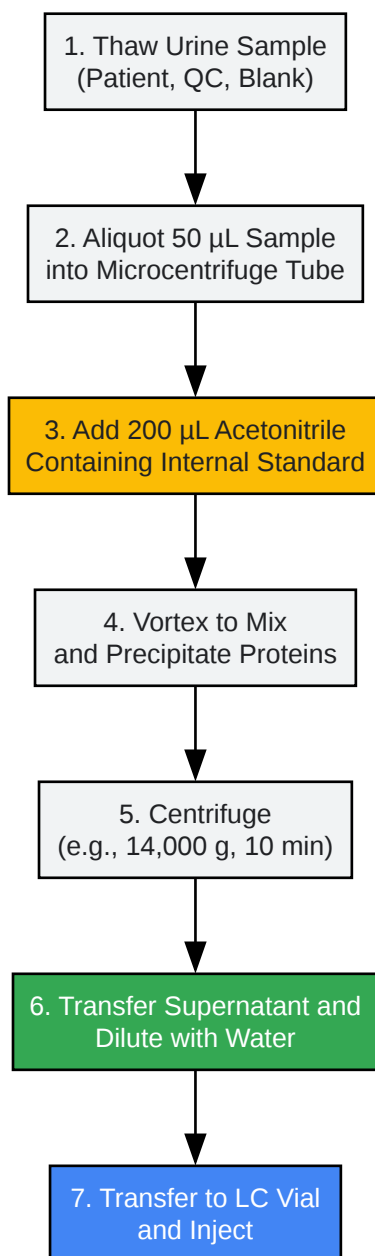 1. Thaw Urine Sample
(Patient, QC, Blank)
2. Aliquot 50 µL Sample
into Microcentrifuge Tube
3. Add 200 µL Acetonitrile
Containing Internal Standard
4. Vortex to Mix
and Precipitate Proteins
5. Centrifuge
(e.g., 14,000 g, 10 min)
6. Transfer Supernatant and
Dilute with Water
7. Transfer to LC Vial
and Inject